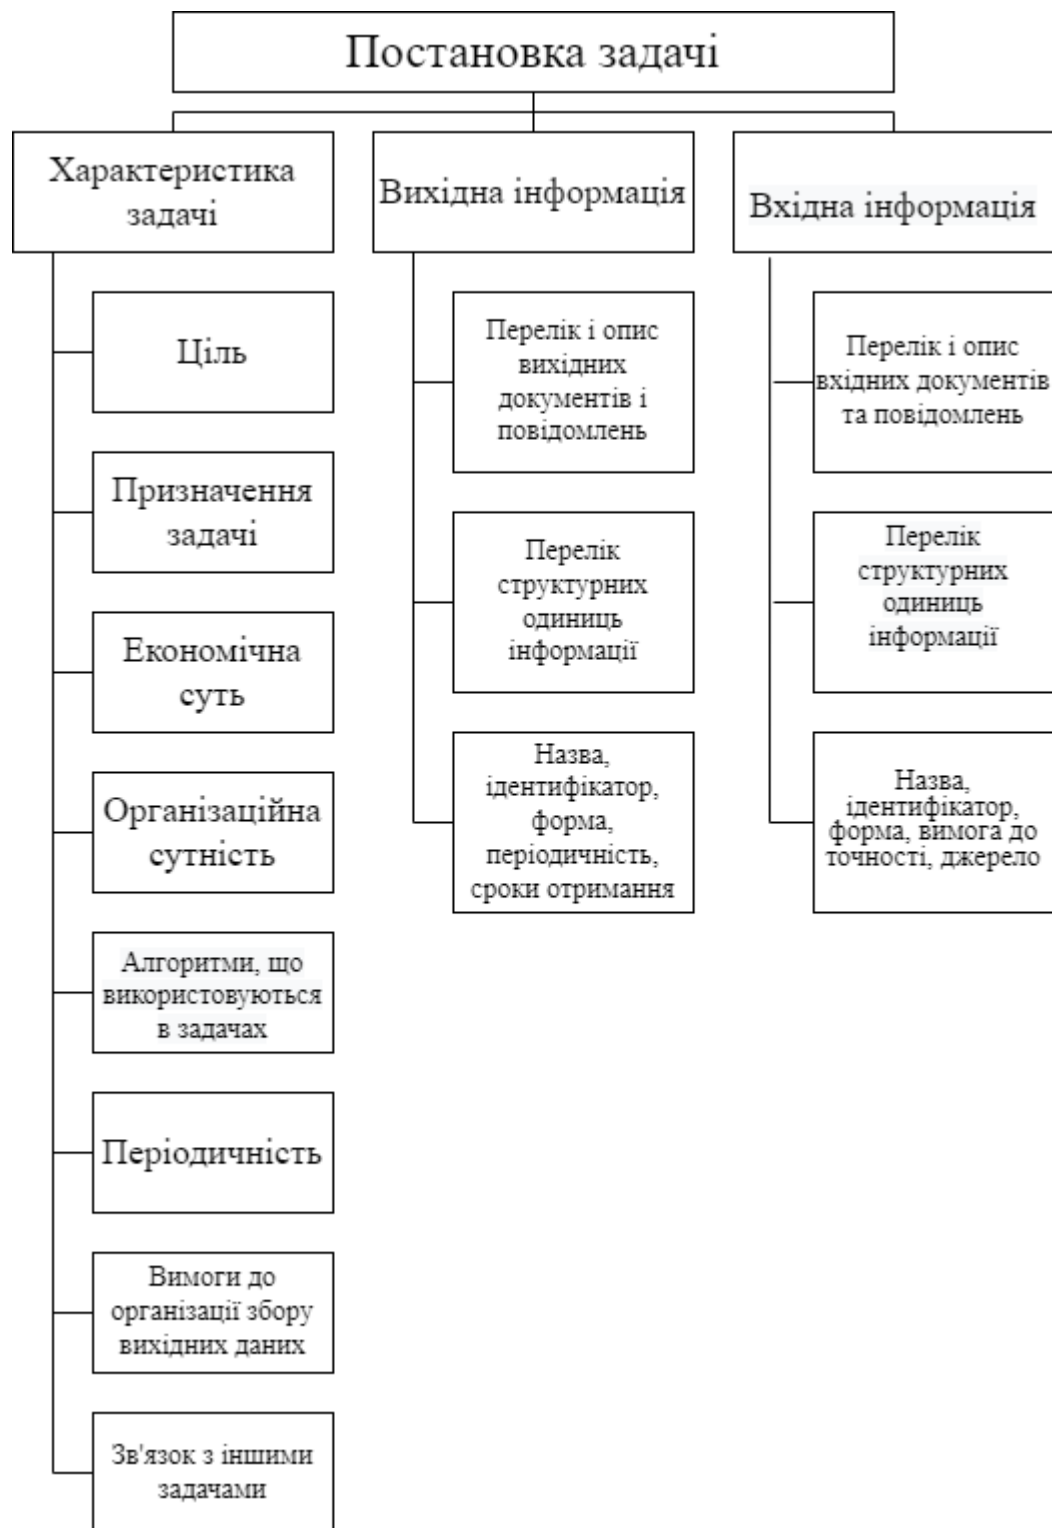 Постановка задачі
Характеристика
задачі
Ціль
Призначення
задачі
Економічна
суть
Організаційна
сутність
Алгоритми, що
використовуються
в задачах
Періодичність
Вимоги до
організації збору
вихідних даних
Зв'язок з іншими
задачами
Вихідна інформація
Перелік і опис
вихідних
документів і
повідомлень
Перелік
структурних
одиниць
інформації
Назва,
ідентифікатор,
форма,
періодичність,
сроки отримання
Вхідна інформація
Перелік і опис
вхідних документів
та повідомлень
Перелік
структурних
одиниць
інформації
Назва,
ідентифікатор,
форма, вимога до
точності, джерело